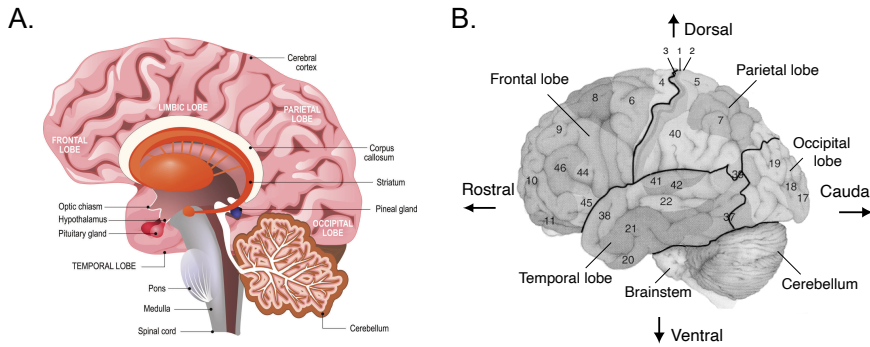 A.
Cerebral
cortex
LIMBIC LOBE
PARIETAL
LOBE
FRONTAL
LOBE
Corpus
callosum
Striatum
Optic chiasm
Hypothalamus
Pituitary gland
Pineal gland
OCCIPITAL
LOBE
TEMPORAL LOBE
Pons
Medulla
Spinal cord
Cerebellum
B.
Dorsal
3 1 2
Frontal lobe
Parietal lobe
4 5
8 6
7
9
40
Occipital
lobe
19
46 44
41 42
39
10
18
17
Rostral
Cauda
45 38
22
11
37
21
20
Temporal lobe
Brainstem
Cerebellum
Ventral